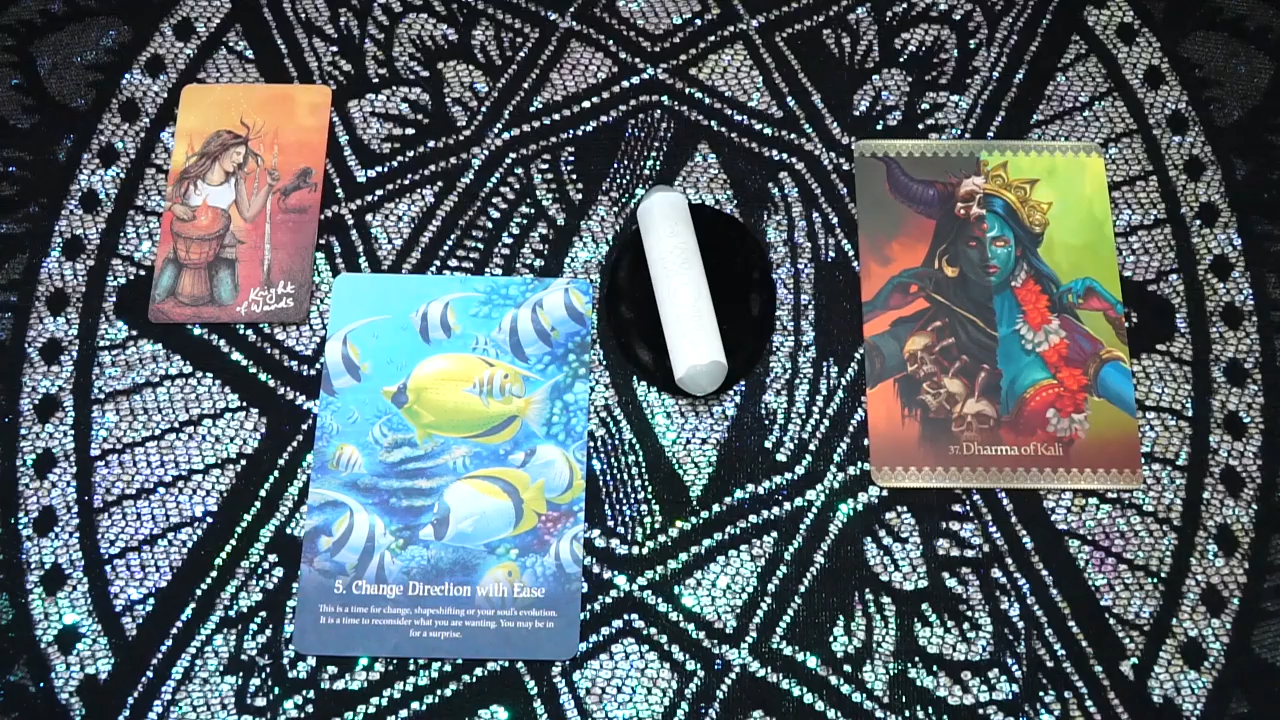 Knight
of Wands
5. Change Direction with Ease
This is a time for change, shapeshifting or your soul's evolution.
It is a time to reconsider what you are wanting. You may be in
for a surprise.
37. Dharma of Kali